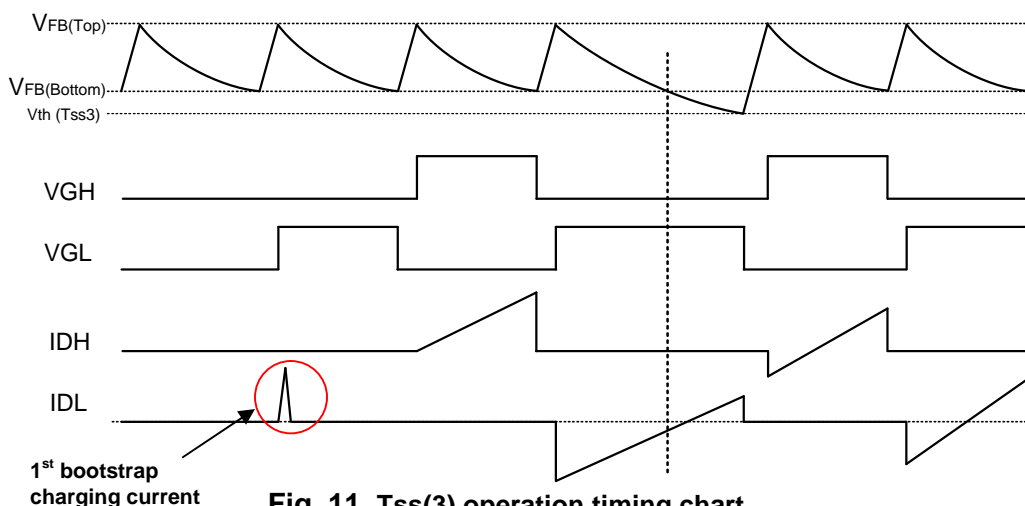 VFB(Top)
VFB(Bottom)
Vth (Tss3)
VGH
VGL
IDH
IDL
1st bootstrap
charging current
Fig. 11 Tss(3) operation timing chart